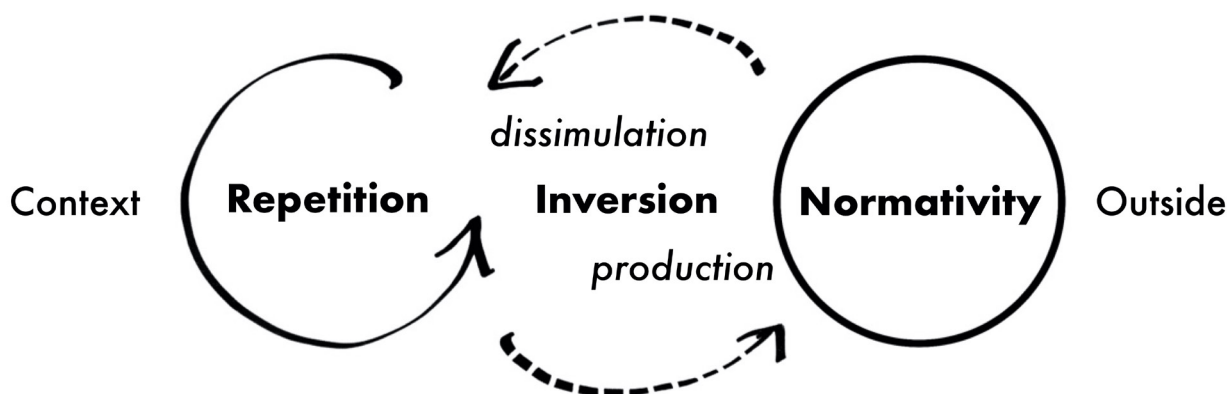 dissimulation
Context Repetition Inversion Normativity Outside
production